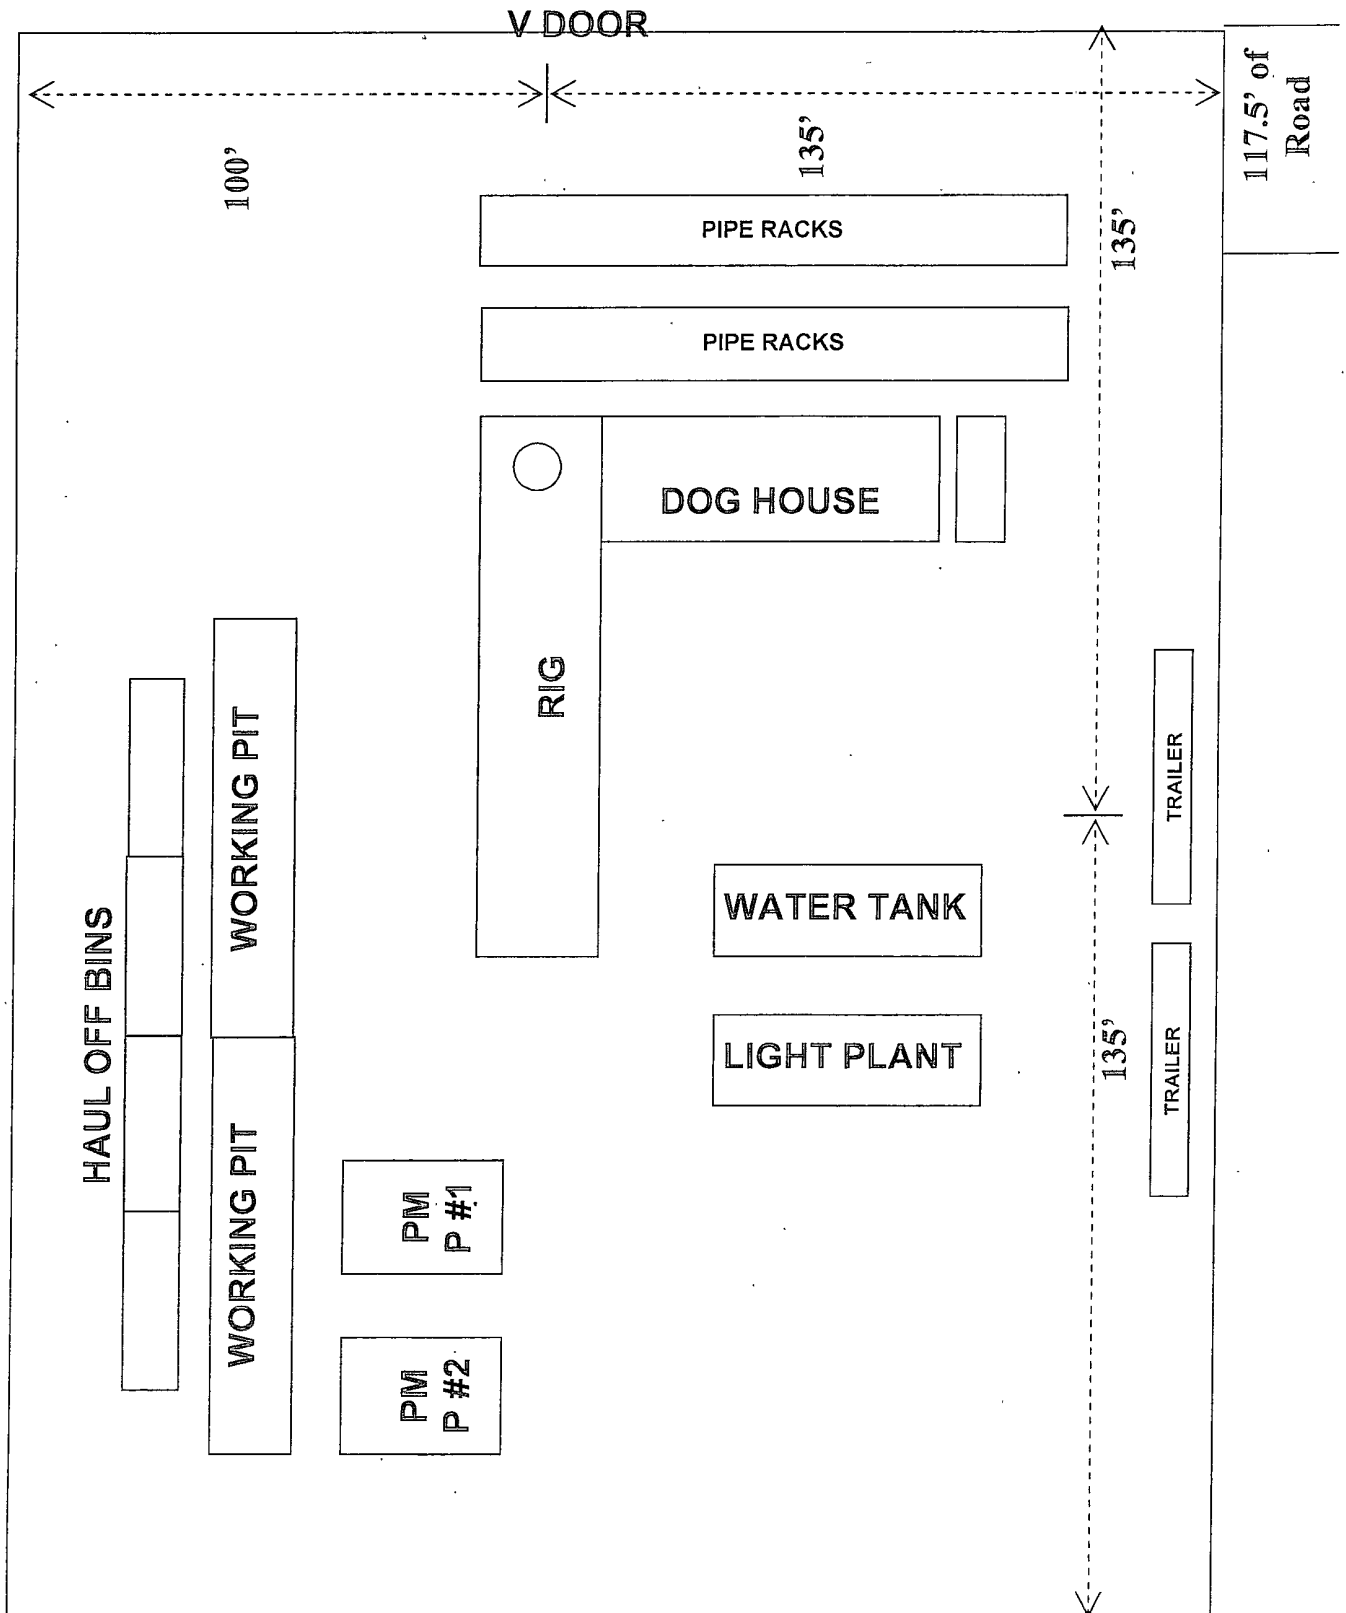 V DOOR
117.5' of
Road
100'
135'
135'
PIPE RACKS
PIPE RACKS
DOG HOUSE
RIG
WORKING PIT
HAUL OFF BINS
TRAILER
WATER TANK
LIGHT PLANT
135'
TRAILER
WORKING PIT
PM
P #1
PM
P #2